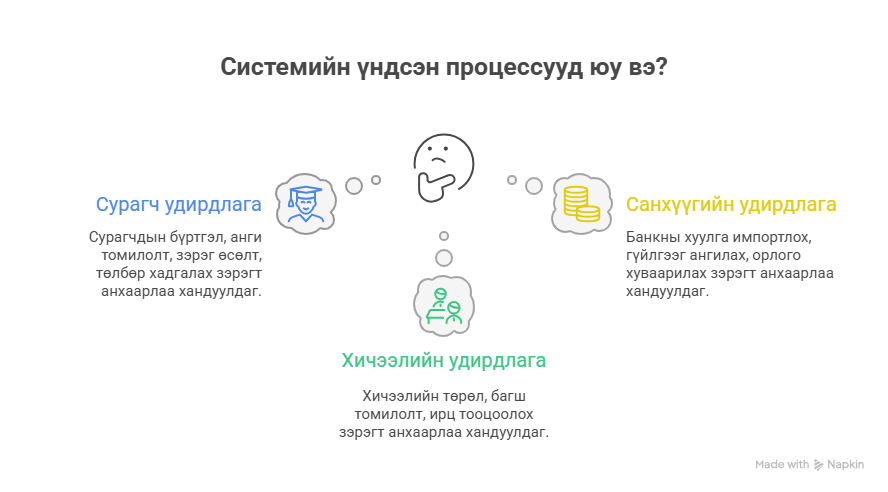 Системийн үндсэн процессууд юу вэ?
Сурагч удирдлага
Сурагчдын бүртгэл, анги
томилолт, зэрэг өсөлт,
төлбөр хадгалах зэрэгт
анхаарлаа хандуулдаг.
Хичээлийн удирдлага
Хичээлийн төрөл, багш
томилолт, ирц тооцоолох
зэрэгт анхаарлаа хандуулдаг.
Санхүүгийн удирдлага
Банкны хуулга импортлох,
гүйлгээг ангилах, орлого
хуваарилах зэрэгт анхаарлаа
хандуулдаг.
Made with Napkin